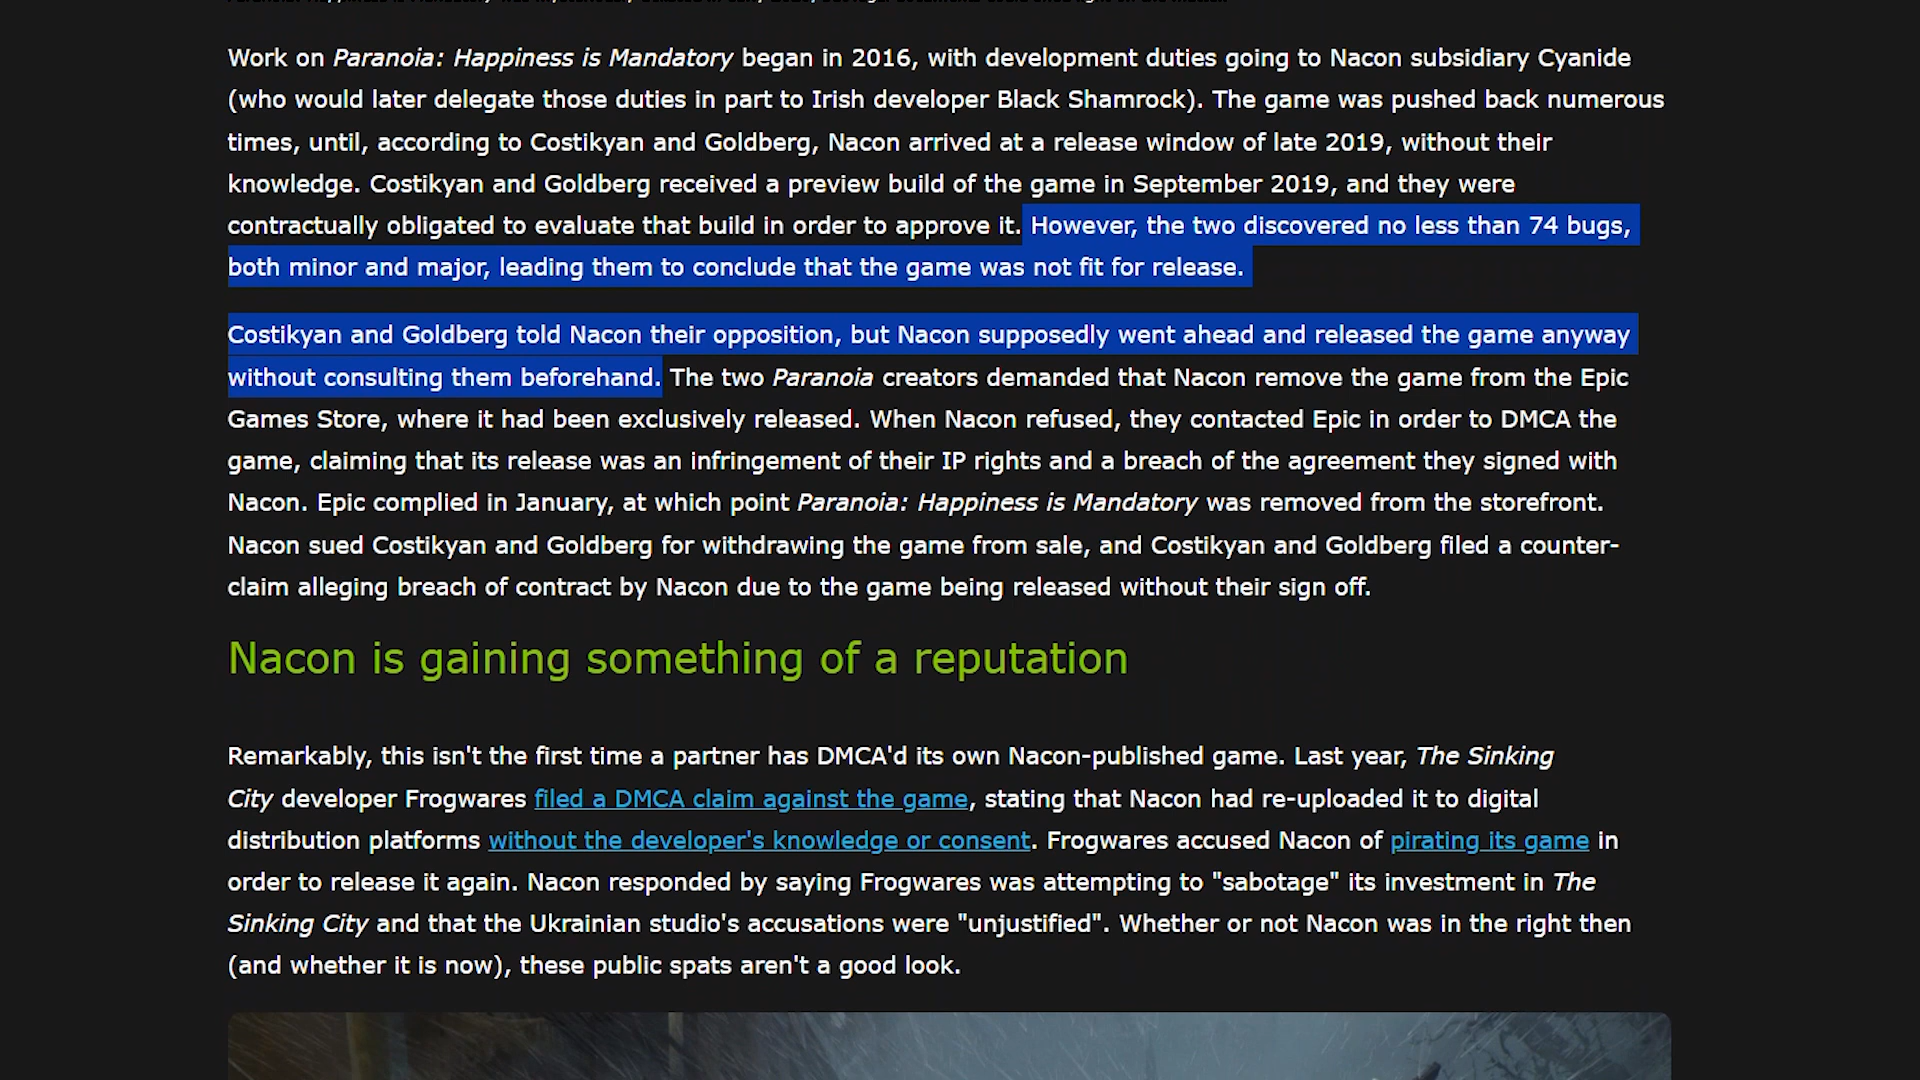 Work on Paranoia: Happiness is Mandatory began in 2016, with development duties going to Nacon subsidiary Cyanide
(who would later delegate those duties in part to Irish developer Black Shamrock). The game was pushed back numerous
times, until, according to Costikyan and Goldberg, Nacon arrived at a release window of late 2019, without their
knowledge. Costikyan and Goldberg received a preview build of the game in September 2019, and they were
contractually obligated to evaluate that build in order to approve it. However, the two discovered no less than 74 bugs,
both minor and major, leading them to conclude that the game was not fit for release.
Costikyan and Goldberg told Nacon their opposition, but Nacon supposedly went ahead and released the game anyway
without consulting them beforehand. The two Paranoia creators demanded that Nacon remove the game from the Epic
Games Store, where it had been exclusively released. When Nacon refused, they contacted Epic in order to DMCA the
game, claiming that its release was an infringement of their IP rights and a breach of the agreement they signed with
Nacon. Epic complied in January, at which point Paranoia: Happiness is Mandatory was removed from the storefront.
Nacon sued Costikyan and Goldberg for withdrawing the game from sale, and Costikyan and Goldberg filed a counter-
claim alleging breach of contract by Nacon due to the game being released without their sign off.
Nacon is gaining something of a reputation
Remarkably, this isn't the first time a partner has DMCA'd its own Nacon-published game. Last year, The Sinking
City developer Frogwares filed a DMCA claim against the game, stating that Nacon had re-uploaded it to digital
distribution platforms without the developer's knowledge or consent. Frogwares accused Nacon of pirating its game in
order to release it again. Nacon responded by saying Frogwares was attempting to "sabotage" its investment in The
Sinking City and that the Ukrainian studio's accusations were "unjustified". Whether or not Nacon was in the right then
(and whether it is now), these public spats aren't a good look.